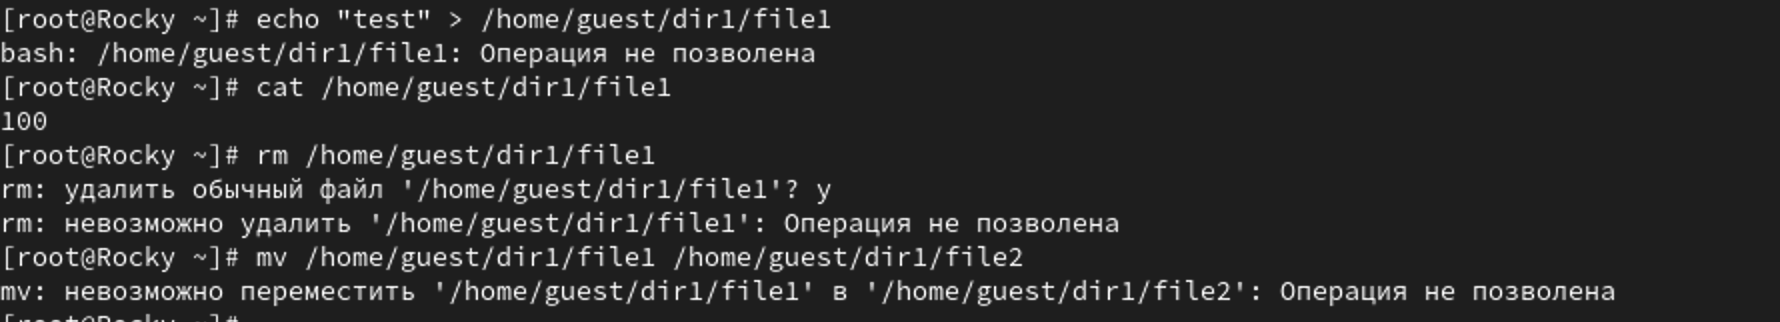 [root@Rocky ~]# echo "test" > /home/guest/dir1/file1
bash: /home/guest/dir1/file1: Операция не позволена
[root@Rocky ~]# cat /home/guest/dir1/file1
100
[root@Rocky ~]# rm /home/guest/dir1/file1
rm: удалить обычный файл '/home/guest/dir1/file1'? y
rm: невозможно удалить '/home/guest/dir1/file1': Операция не позволена
[root@Rocky ~]# mv /home/guest/dir1/file1 /home/guest/dir1/file2
mv: невозможно переместить '/home/guest/dir1/file1' в '/home/guest/dir1/file2': Операция не позволена
[root@Rocky ~]#